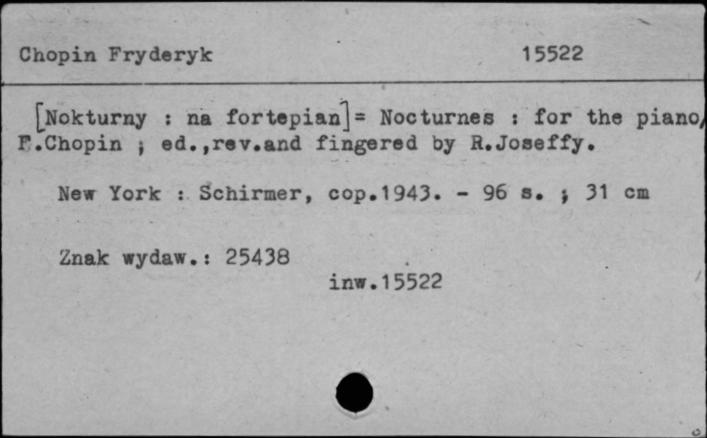 Chopin Fryderyk 15522
[Nokturny : na fortepian]= Nocturnes : for the piano/
F.Chopin ; ed.,rev.and fingered by R.Joseffy.
New York : Schirmer, cop.1943. - 96 s. ; 31 cm
Znak wydaw.: 25438
inw.15522